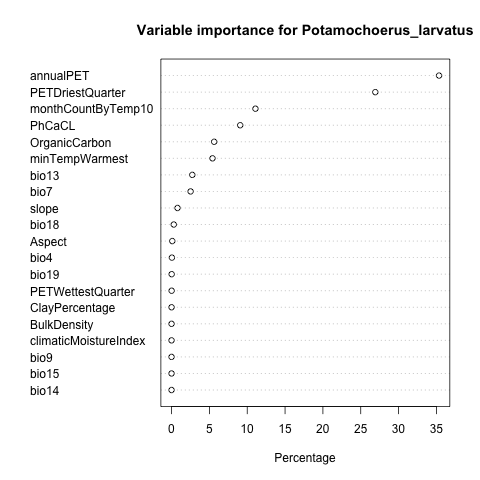 Variable importance for Potamochoerus_larvatus
annualPET
PETDriestQuarter
monthCountByTemp10
PhCaCL
OrganicCarbon
minTempWarmest
bio13
bio7
slope
bio18
Aspect
bio4
bio19
PETWettestQuarter
ClayPercentage
BulkDensity
climaticMoistureIndex
bio9
bio15
bio14
0 5 10 15 20 25 30 35
Percentage